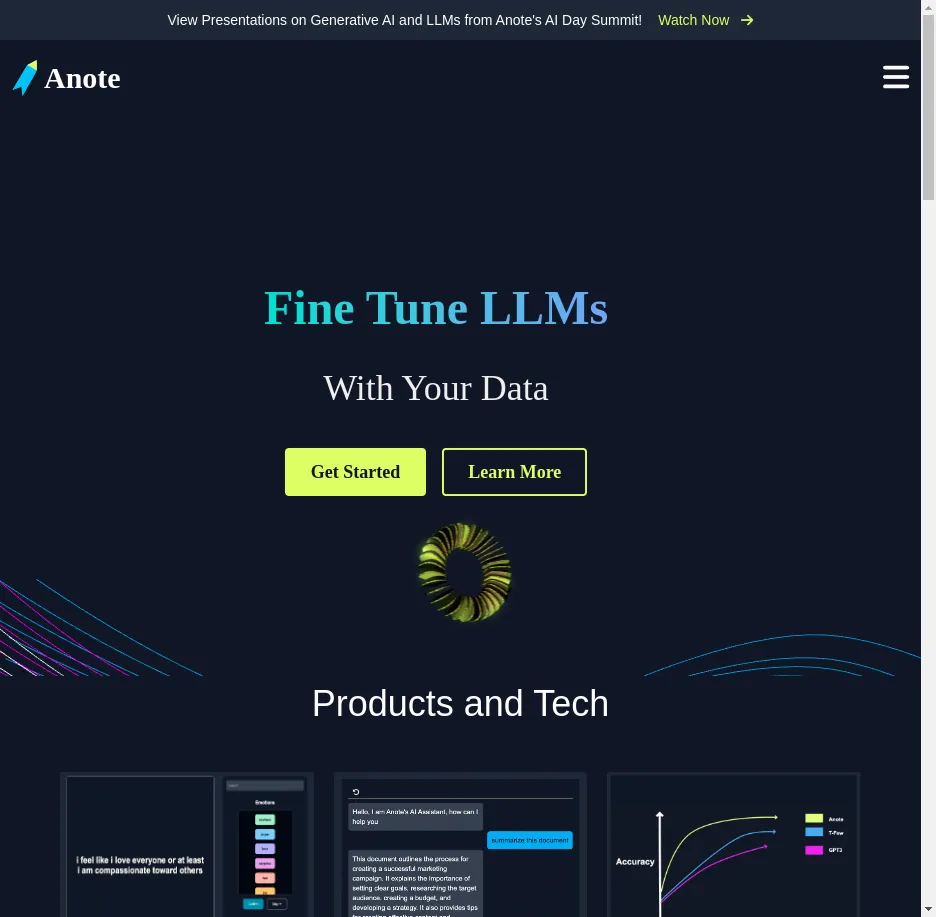 View Presentations on Generative AI and LLMs from Anote's AI Day Summit! Watch Now
Anote
Fine Tune LLMs
With Your Data
Get Started
Learn More
Products and Tech
Emotions
i feel like i love everyone or at least
i am compassionate toward others
Hello, I am Anote's AI Assistant, how can I
help you
summarize this document
This document outlines the process for
creating a successful marketing
campaign. It explains the importance of
setting clear goals, researching the target
audience, creating a budget, and
developing a strategy. It also provides tips
Accuracy
Anote
T-Few
GPT3